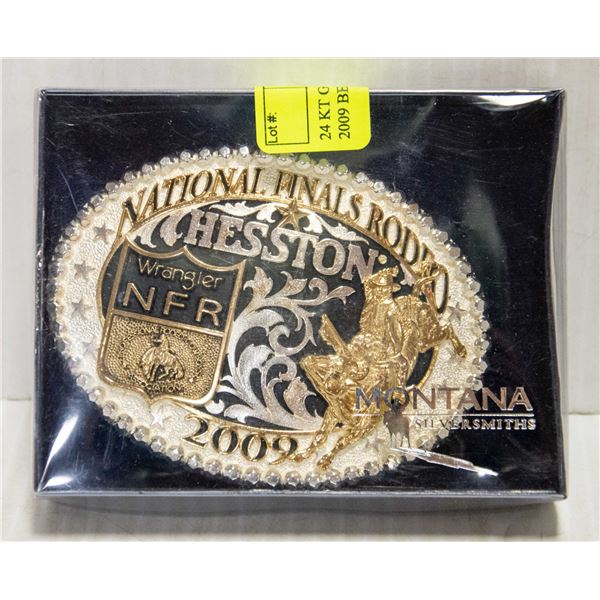 Lot #:
24 KT G
2009 BE
NATIONAL FINALS RODEO
HESSTON
Wrangler
NFR
2009
MONTANA
SILVERSMITHS